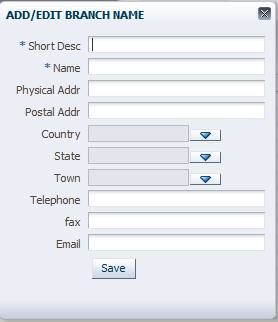 ADD/EDIT BRANCH NAME
* Short Desc
* Name
Physical Addr
Postal Addr
Country
State
Town
Telephone
fax
Email
Save